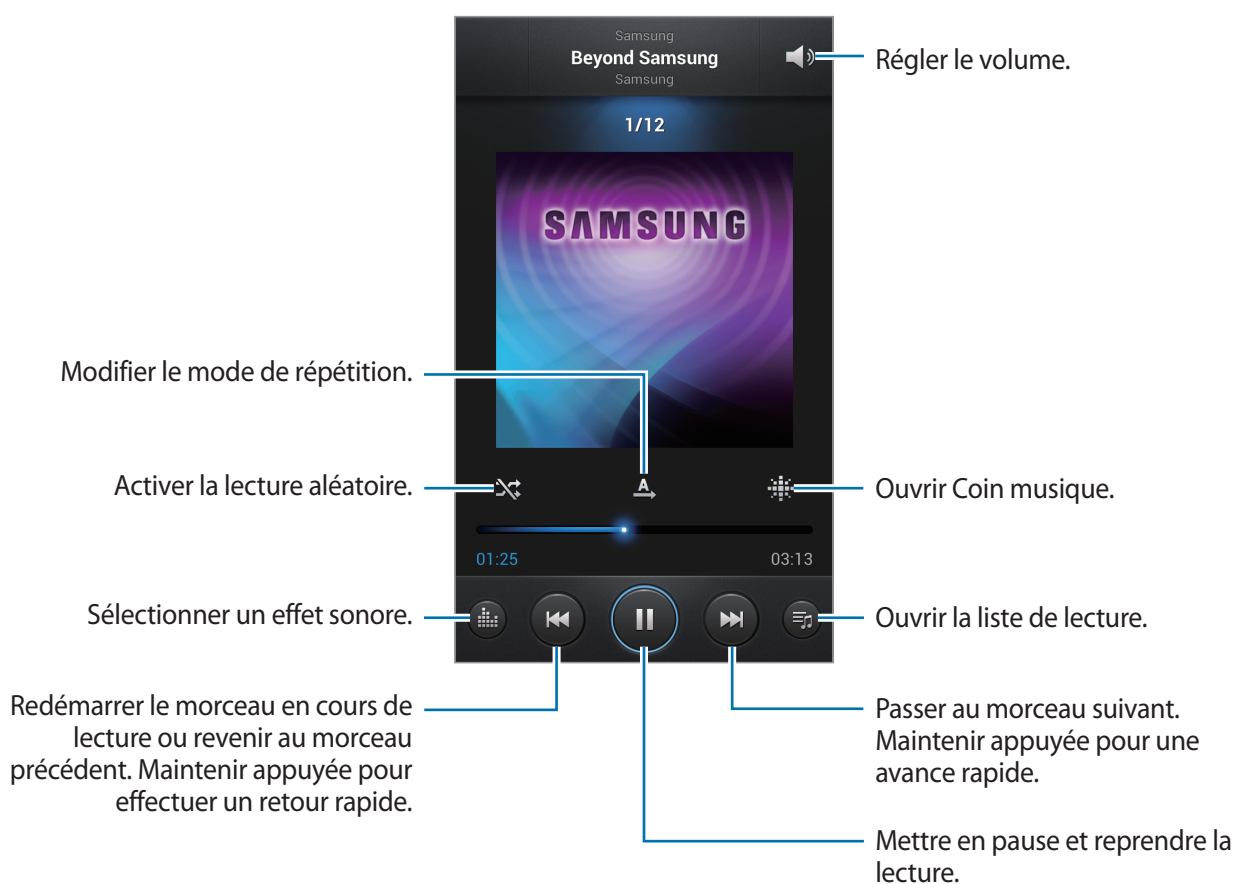 Samsung
Beyond Samsung
Samsung
Régler le volume.
1/12
SAMSUNG
Modifier le mode de répétition.
A
Activer la lecture aléatoire.
Ouvrir Coin musique.
01:25
03:13
Sélectionner un effet sonore.
Ouvrir la liste de lecture.
Redémarrer le morceau en cours de
lecture ou revenir au morceau
précédent. Maintenir appuyée pour
effectuer un retour rapide.
Passer au morceau suivant.
Maintenir appuyée pour une
avance rapide.
Mettre en pause et reprendre la
lecture.